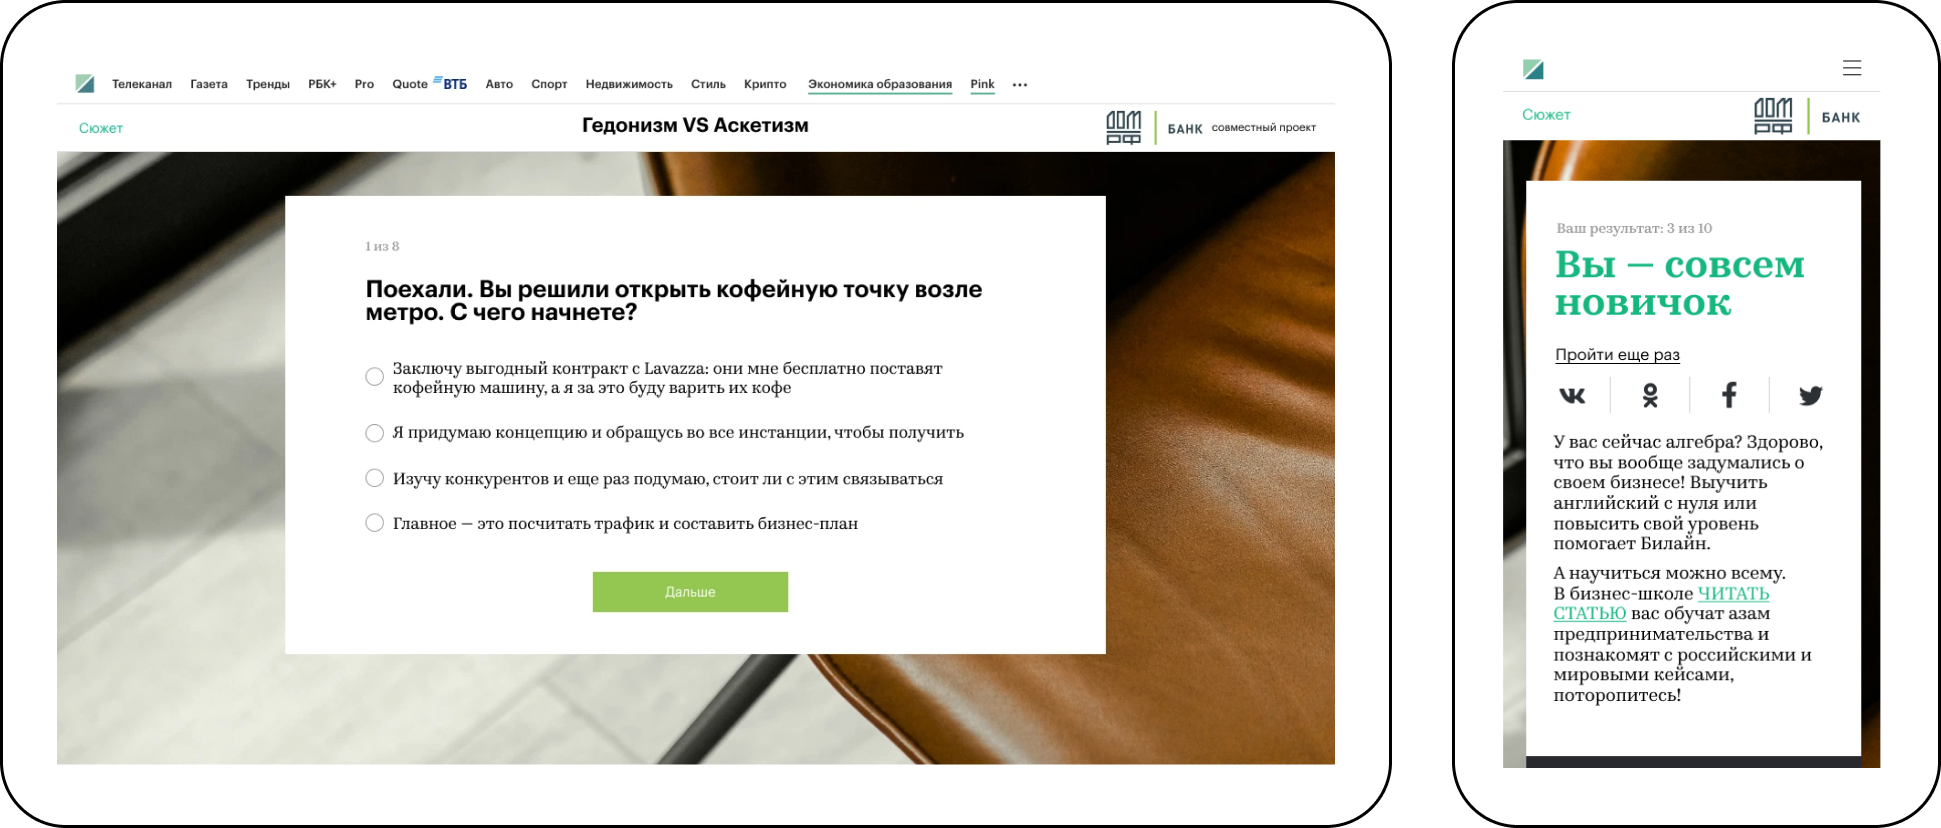 Телеканал Газета Тренды РБК+ Pro Quote ВТБ Авто Спорт Недвижимость Стиль Крипто Экономика образования Pink ...
Сюжет
Гедонизм VS Аскетизм
ДОМ
РФ
БАНК
совместный проект
1 из 8
Поехали. Вы решили открыть кофейную точку возле
метро. С чего начнете?
Заключу выгодный контракт с Lavazza: они мне бесплатно поставят
кофейную машину, а я за это буду варить их кофе
Я придумаю концепцию и обращусь во все инстанции, чтобы получить
Изучу конкурентов и еще раз подумаю, стоит ли с этим связываться
Главное — это посчитать трафик и составить бизнес-план
Дальше
Сюжет
ДОМ
РФ
БАНК
Ваш результат: 3 из 10
Вы — совсем
новичок
Пройти еще раз
У вас сейчас алгебра? Здорово,
что вы вообще задумались о
своем бизнесе! Выучить
английский с нуля или
повысить свой уровень
помогает Билайн.
А научиться можно всему.
В бизнес-школе ЧИТАТЬ
СТАТЬЮ вас обучат азам
предпринимательства и
познакомят с российскими и
мировыми кейсами,
поторопитесь!